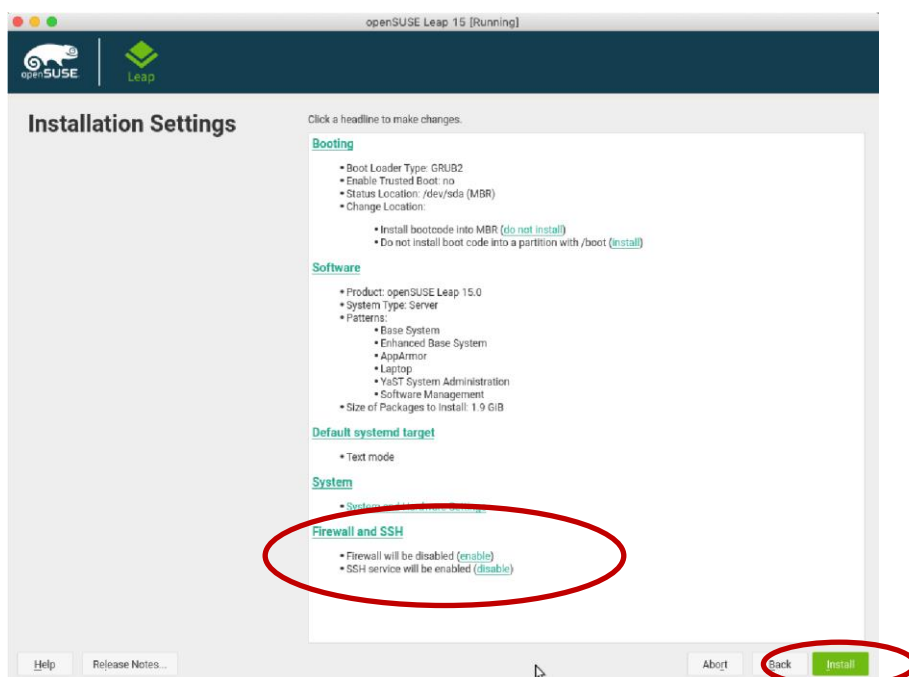 openSUSE Leap 15 [Running]
openSUSE
Leap
Installation Settings
Click a headline to make changes.
Booting
• Boot Loader Type: GRUB2
• Enable Trusted Boot: no
• Status Location: /dev/sda (MBR)
• Change Location:
• Install bootcode into MBR (do not install)
• Do not install boot code into a partition with /boot (install)
Software
• Product: openSUSE Leap 15.0
• System Type: Server
• Patterns:
• Base System
• Enhanced Base System
• AppArmor
• Laptop
• YaST System Administration
• Software Management
• Size of Packages to Install: 1.9 GiB
Default systemd target
• Text mode
System
• System and Hardware Settings
Firewall and SSH
• Firewall will be disabled (enable)
• SSH service will be enabled (disable)
Help Release Notes... Abort Back Install